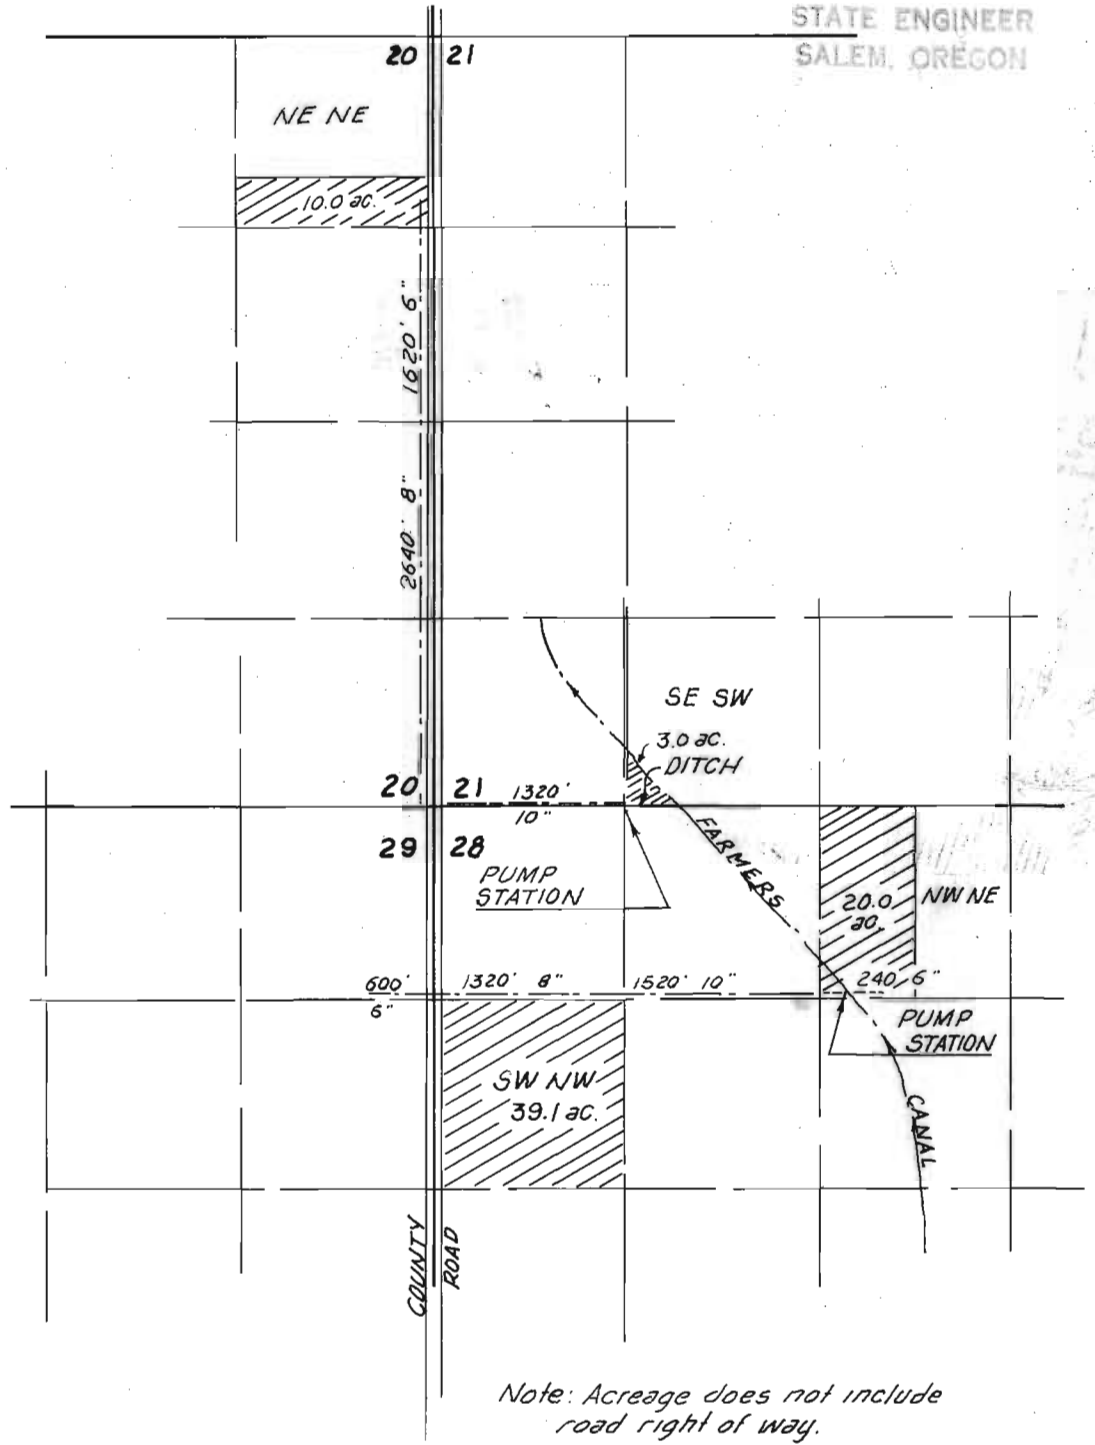 STATE ENGINEER
SALEM, OREGON
20 21
NE NE
10.0 ac.
1620' 6"
2640' 8"
SE SW
3.0 ac.
DITCH
20 21
1320'
10"
29 28
PUMP
STATION
FARMERS
20.0
ac.
NW NE
600'
6"
1320' 8"
1520' 10"
240' 6"
PUMP
STATION
SW NW
39.1 ac.
CANAL
COUNTY
ROAD
Note: Acreage does not include
road right of way.